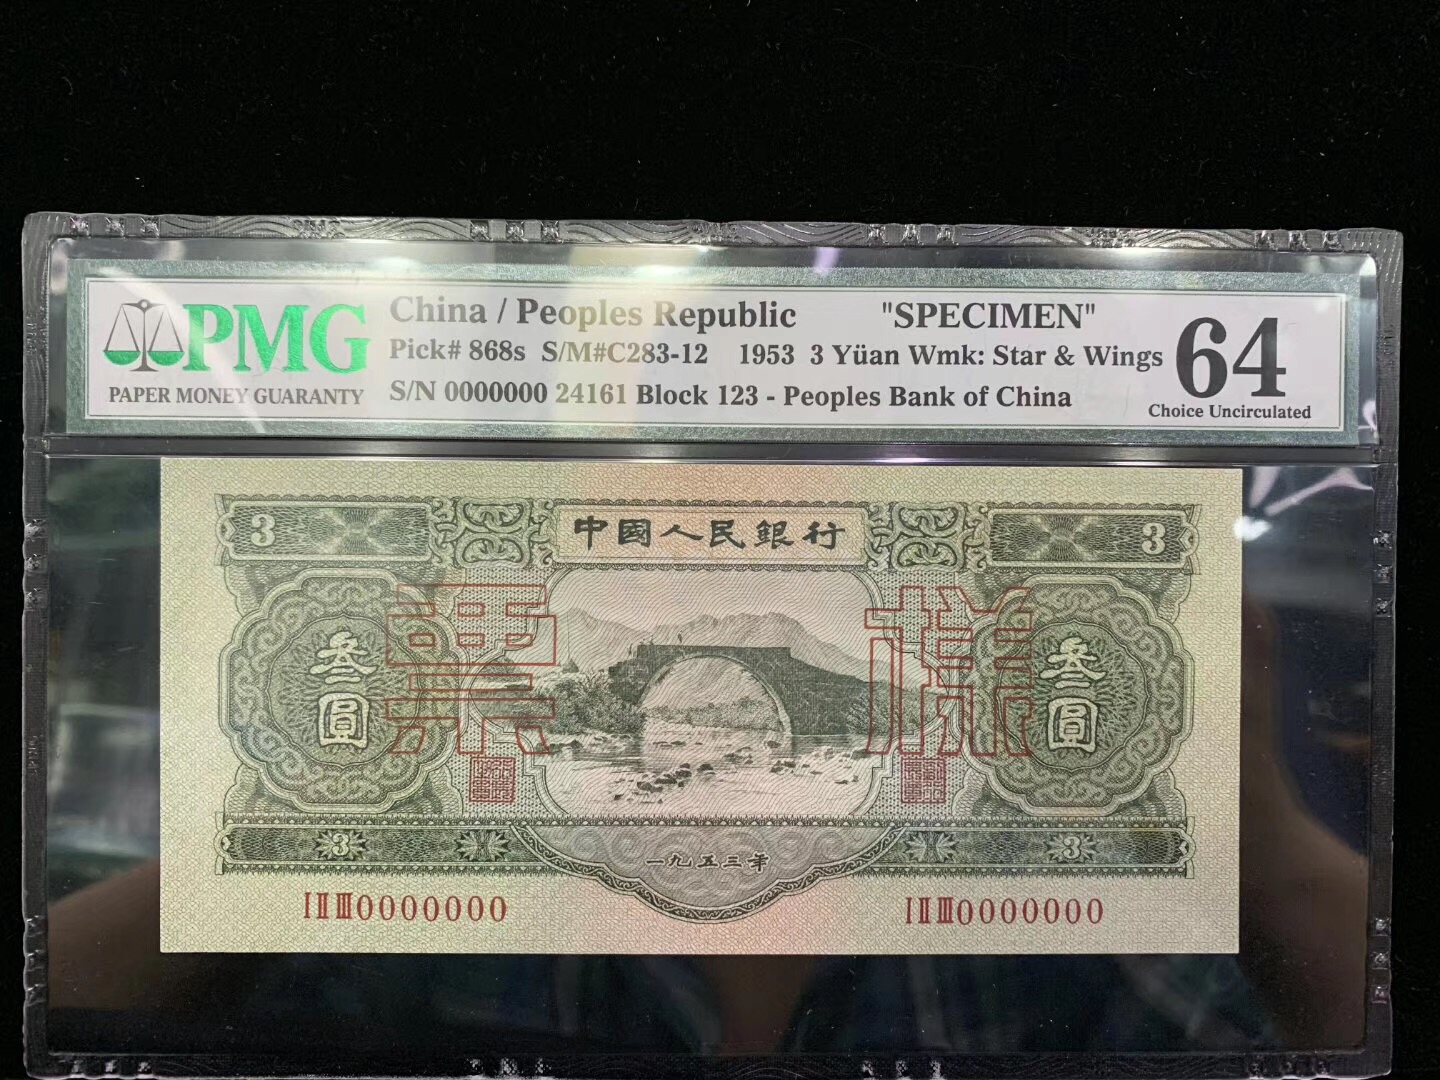 PMG
PAPER MONEY GUARANTY
China / Peoples Republic "SPECIMEN"
Pick# 868s S/M#C283-12 1953 3 Yüan Wmk: Star & Wings
S/N 0000000 24161 Block 123 - Peoples Bank of China
64
Choice Uncirculated
3 中國人民銀行 3
票 樣
叁圓 叁圓
3 3
一九五三年
I II III 0000000 I II III 0000000